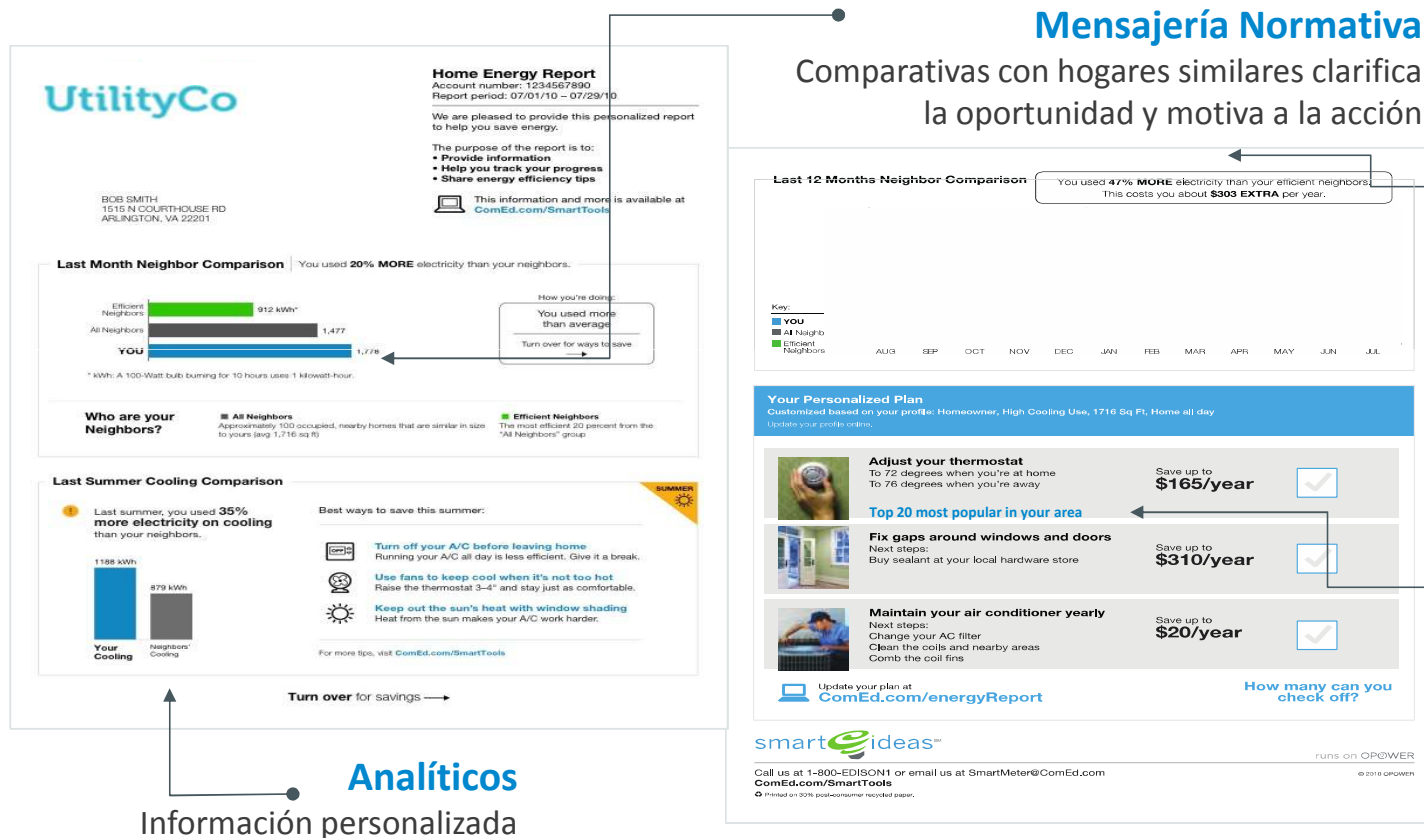 Mensajería Normativa
Comparativas con hogares similares clarifica
la oportunidad y motiva a la acción
UtilityCo
Home Energy Report
Account number: 1234567890
Report period: 07/01/10 – 07/29/10
We are pleased to provide this personalized report
to help you save energy.
The purpose of the report is to:
• Provide information
• Help you track your progress
• Share energy efficiency tips
This information and more is available at
ComEd.com/SmartTools
BOB SMITH
1515 N COURTHOUSE RD
ARLINGTON, VA 22201
Last Month Neighbor Comparison
You used 20% MORE electricity than your neighbors.
Efficient
Neighbors
912 kWh*
All Neighbors
1,477
YOU
1,778
How you're doing:
You used more
than average
Turn over for ways to save
* kWh: A 100-Watt bulb burning for 10 hours uses 1 kilowatt-hour.
Who are your
Neighbors?
All Neighbors
Approximately 100 occupied, nearby homes that are similar in size
to yours (avg 1,716 sq ft)
Efficient Neighbors
The most efficient 20 percent from the
"All Neighbors" group
Last Summer Cooling Comparison
SUMMER
Last summer, you used 35%
more electricity on cooling
than your neighbors.
1188 kWh
879 kWh
Your
Cooling
Neighbors'
Cooling
Best ways to save this summer:
OFF
Turn off your A/C before leaving home
Running your A/C all day is less efficient. Give it a break.
Use fans to keep cool when it's not too hot
Raise the thermostat 3–4° and stay just as comfortable.
Keep out the sun's heat with window shading
Heat from the sun makes your A/C work harder.
For more tips, visit ComEd.com/SmartTools
Turn over for savings
Analíticos
Información personalizada
Last 12 Months Neighbor Comparison
You used 47% MORE electricity than your efficient neighbors.
This costs you about $303 EXTRA per year.
Key:
YOU
All Neighb
Efficient
Neighbors
AUG SEP OCT NOV DEC JAN FEB MAR APR MAY JUN JUL
Your Personalized Plan
Customized based on your profile: Homeowner, High Cooling Use, 1716 Sq Ft, Home all day
Update your profile online.
Adjust your thermostat
To 72 degrees when you're at home
To 76 degrees when you're away
Save up to
$165/year
Top 20 most popular in your area
Fix gaps around windows and doors
Next steps:
Buy sealant at your local hardware store
Save up to
$310/year
Maintain your air conditioner yearly
Next steps:
Change your AC filter
Clean the coils and nearby areas
Comb the coil fins
Save up to
$20/year
Update your plan at
ComEd.com/energyReport
How many can you
check off?
smart ideas℠
runs on OPOWER
Call us at 1-800-EDISON1 or email us at SmartMeter@ComEd.com
ComEd.com/SmartTools
Printed on 30% post-consumer recycled paper.
© 2010 OPOWER